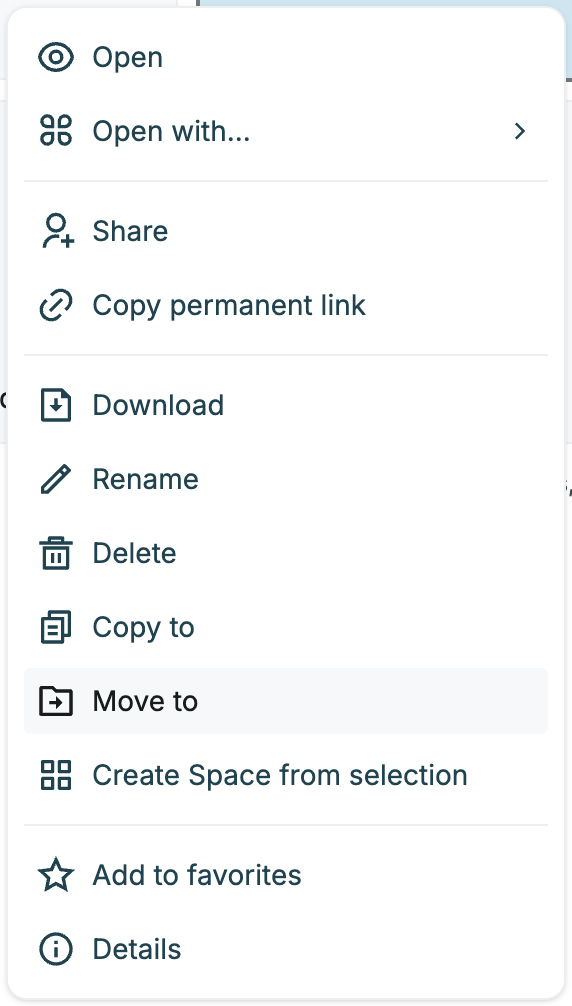 Open
Open with...
Share
Copy permanent link
Download
Rename
Delete
Copy to
Move to
Create Space from selection
Add to favorites
Details